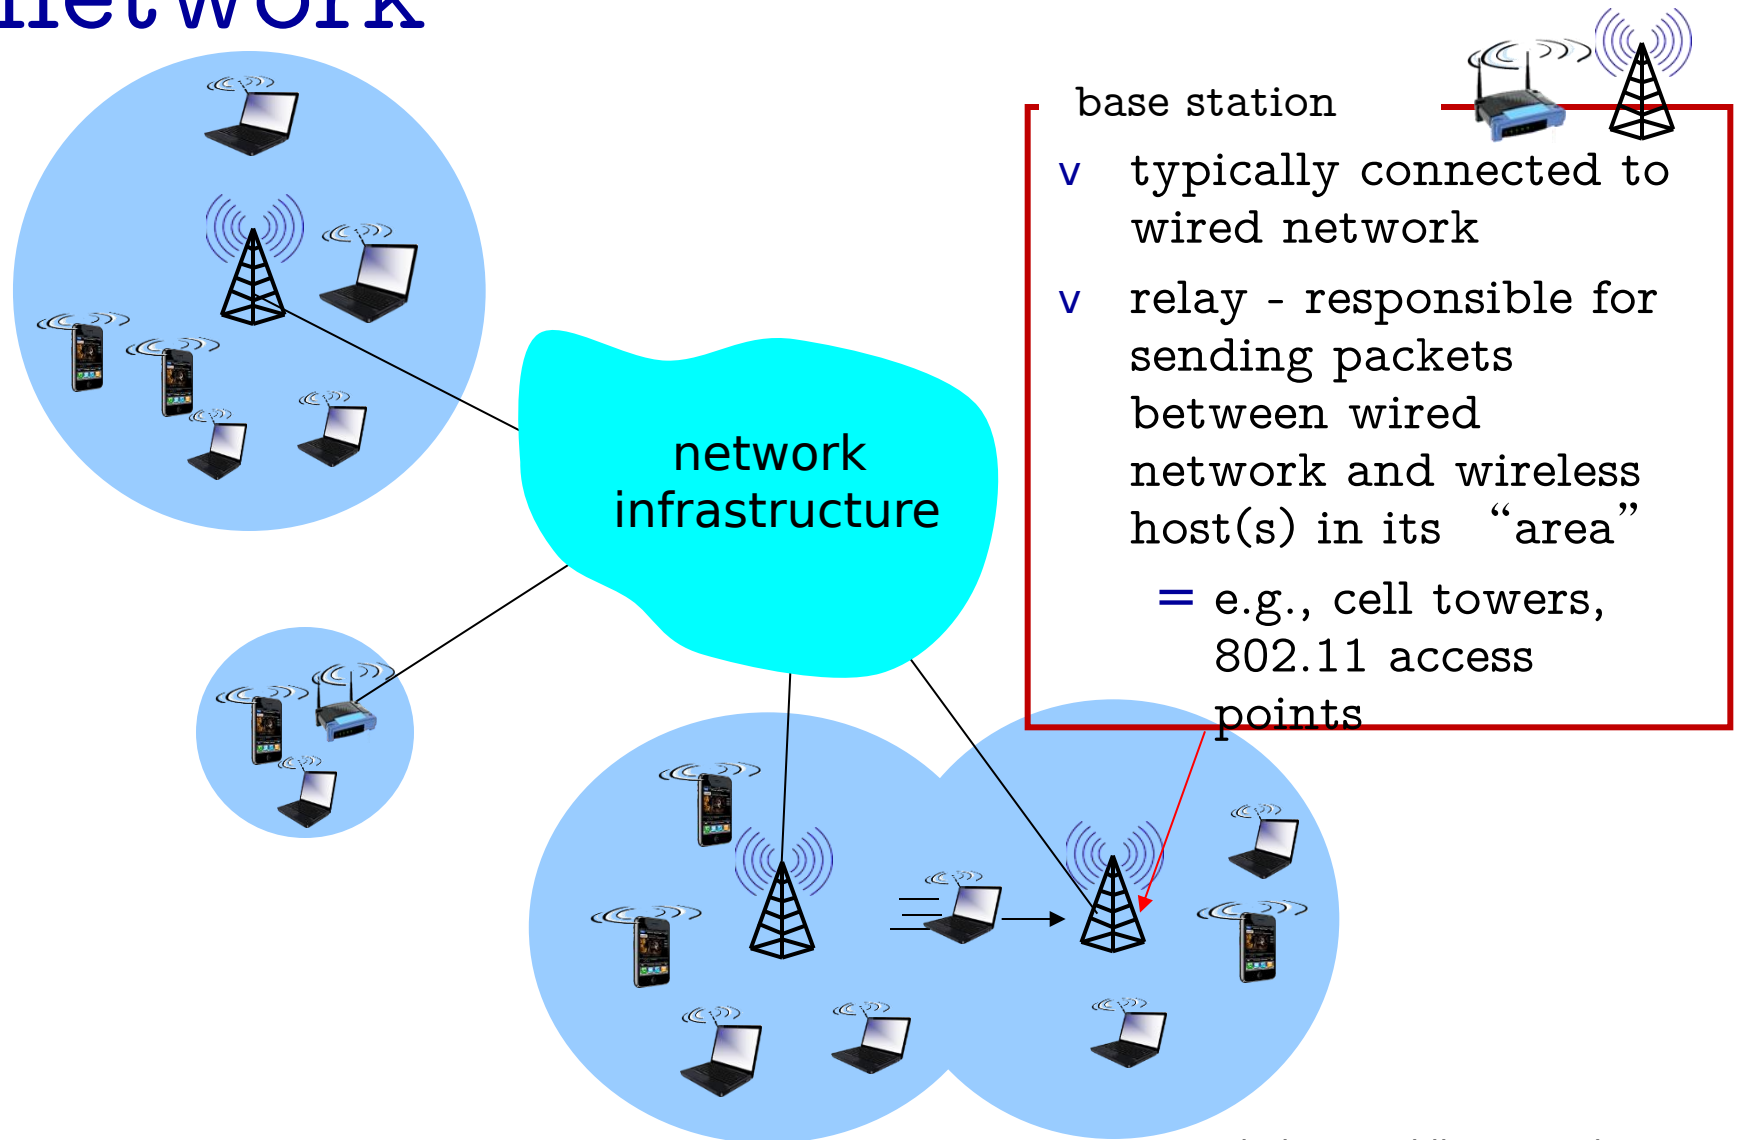 network
base station
v typically connected to
wired network
v relay - responsible for
sending packets
between wired
network and wireless
host(s) in its “area”
= e.g., cell towers,
802.11 access
points
network
infrastructure